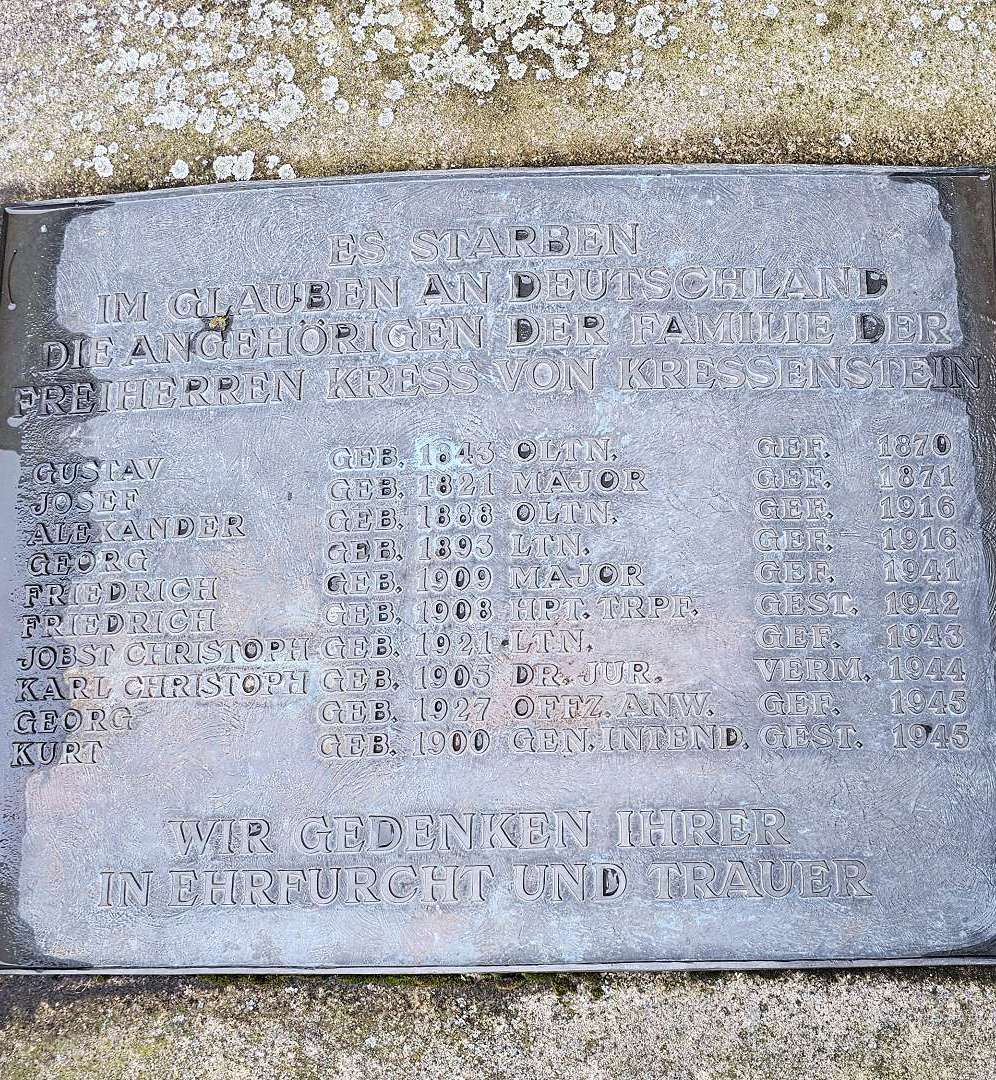 ES STARBEN
IM GLAUBEN AN DEUTSCHLAND
DIE ANGEHÖRIGEN DER FAMILIE DER
FREIHERREN KRESS VON KRESSENSTEIN
GUSTAV GEB. 1843 OLTN. GEF. 1870
JOSEF GEB. 1821 MAJOR GEF. 1871
ALEXANDER GEB. 1888 OLTN. GEF. 1916
GEORG GEB. 1893 LTN. GEF. 1916
FRIEDRICH GEB. 1909 MAJOR GEF. 1941
FRIEDRICH GEB. 1908 HPT. TRPF. GEST. 1942
JOBST CHRISTOPH GEB. 1921 LTN. GEF. 1943
KARL CHRISTOPH GEB. 1905 DR. JUR. VERM. 1944
GEORG GEB. 1927 OFFZ. ANW. GEF. 1945
KURT GEB. 1900 GEN. INTEND. GEST. 1945
WIR GEDENKEN IHRER
IN EHRFURCHT UND TRAUER